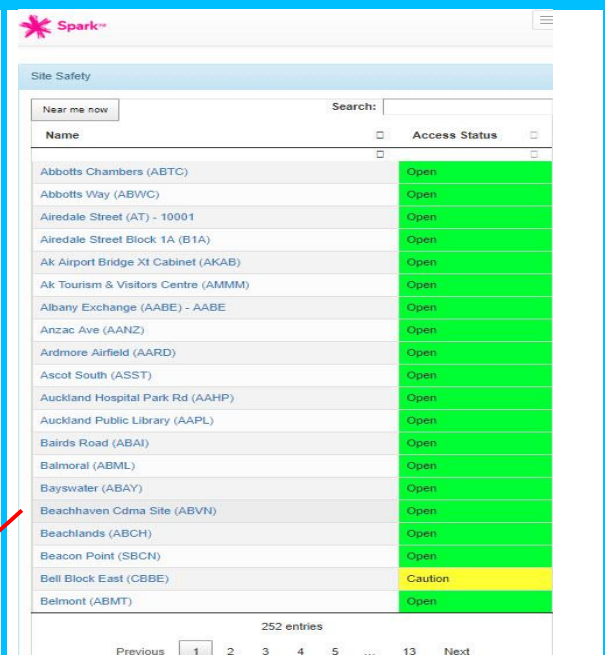 Spark nz
Site Safety
Near me now Search:
Name Access Status
Abbotts Chambers (ABTC) Open
Abbotts Way (ABWC) Open
Airedale Street (AT) - 10001 Open
Airedale Street Block 1A (B1A) Open
Ak Airport Bridge Xt Cabinet (AKAB) Open
Ak Tourism & Visitors Centre (AMMM) Open
Albany Exchange (AABE) - AABE Open
Anzac Ave (AANZ) Open
Ardmore Airfield (AARD) Open
Ascot South (ASST) Open
Auckland Hospital Park Rd (AAHP) Open
Auckland Public Library (AAPL) Open
Bairds Road (ABAI) Open
Balmoral (ABML) Open
Bayswater (ABAY) Open
Beachhaven Cdma Site (ABVN) Open
Beachlands (ABCH) Open
Beacon Point (SBCN) Open
Bell Block East (CBBE) Caution
Belmont (ABMT) Open
252 entries
Previous 1 2 3 4 5 ... 13 Next